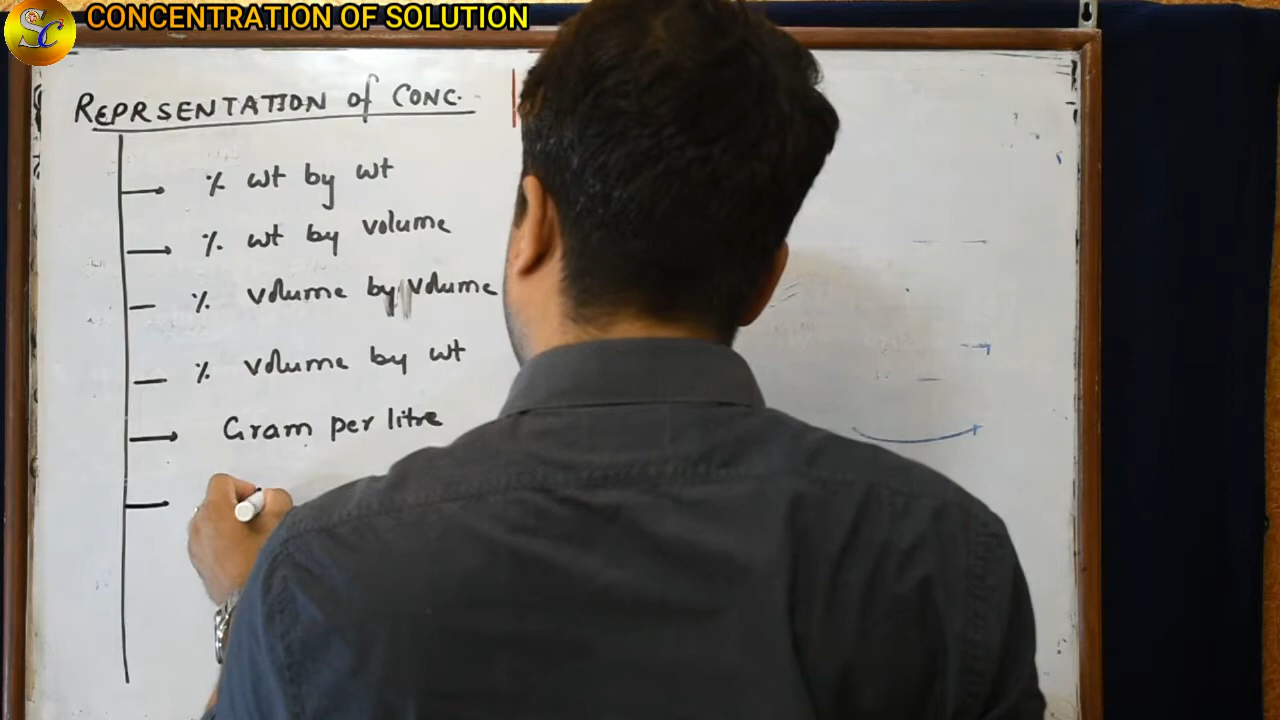 SC
CONCENTRATION OF SOLUTION
REPRSENTATION of CONC.
% wt by wt
% wt by volume
% volume by volume
% volume by wt
Gram per litre